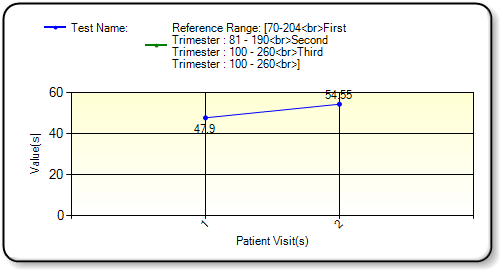 Test Name:
Reference Range: [70-204<br>First
Trimester : 81 - 190<br>Second
Trimester : 100 - 260<br>Third
Trimester : 100 - 260<br>]
60
54.55
47.9
40
20
0
Value(s)
1
2
Patient Visit(s)